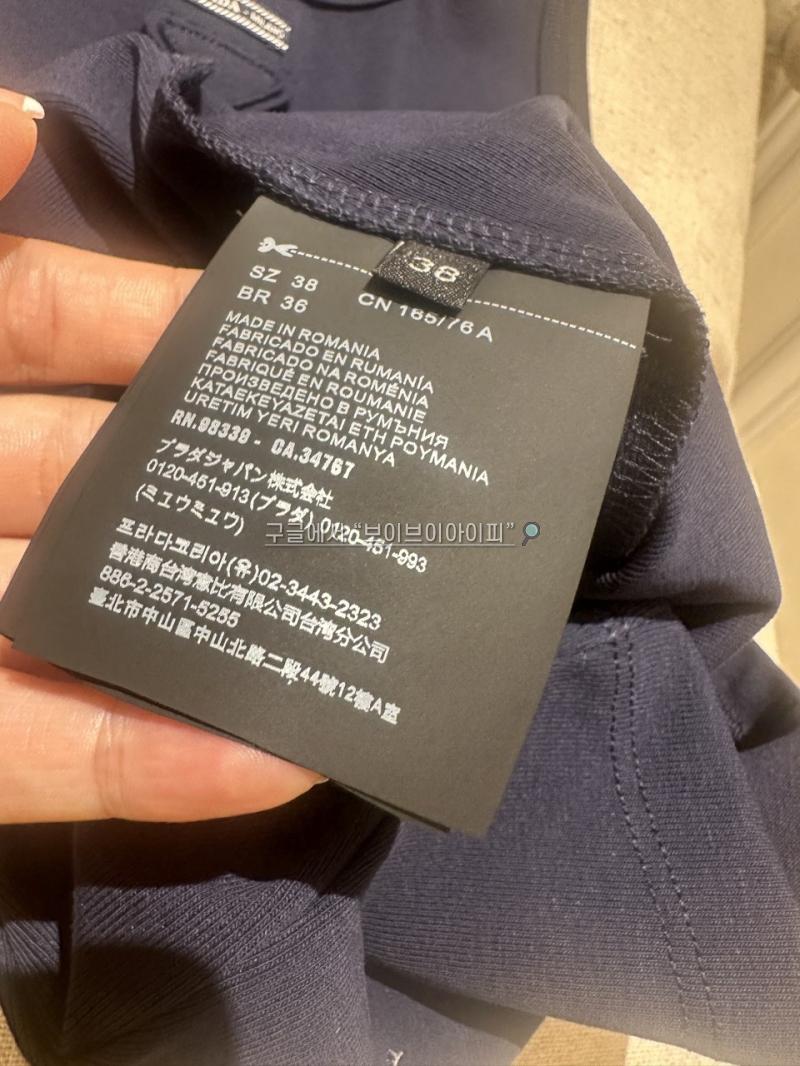 38
SZ 38
BR 36
CN 165/76 A
MADE IN ROMANIA
FABRICADO EN RUMANÍA
FABRICADO NA ROMÉNIA
FABRIQUÉ EN ROUMANIE
ПРОИЗВЕДЕНО В РУМЪНИЯ
ΚΑΤΑΣΚΕΥΑΖΕΤΑΙ ΣΤΗ ΡΟΥΜΑΝΙΑ
URETIM YERI ROMANYA
RN.98339 - CA.34767
プラダジャパン株式会社
0120-451-913(プラダ) 0120-451-993
(ミュウミュウ)
구글에서 “브이브이아이피”
프라다코리아(유)02-3443-2323
香港商台灣惠比有限公司台灣分公司
886-2-2571-5255
臺北市中山區中山北路二段44號12樓A室